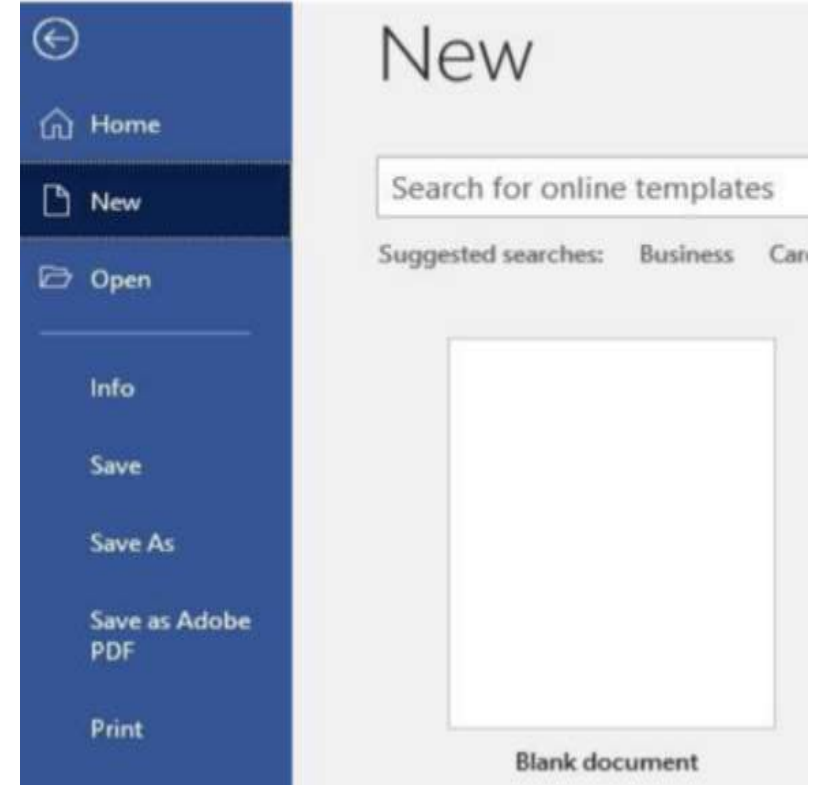 New
Home
New
Open
Info
Save
Save As
Save as Adobe
PDF
Print
Search for online templates
Suggested searches: Business
Blank document